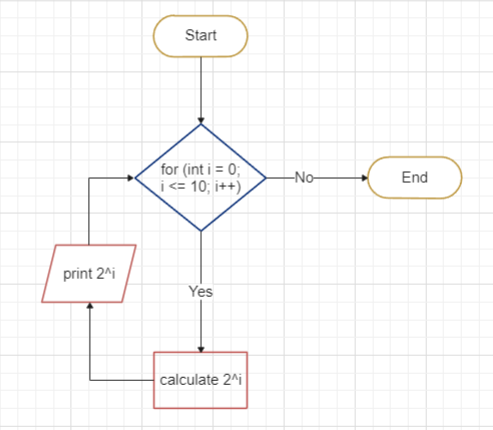 Start
for (int i = 0;
i <= 10; i++)
No
End
print 2^i
Yes
calculate 2^i